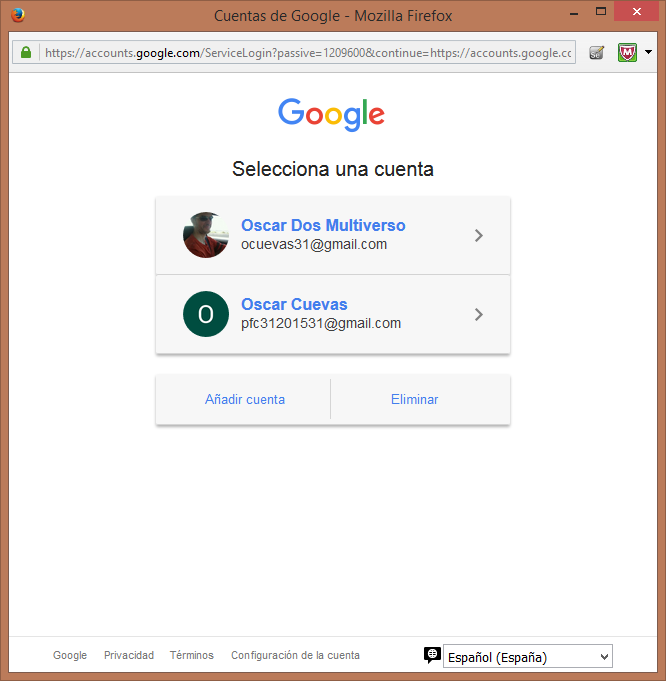 Cuentas de Google - Mozilla Firefox
https://accounts.google.com/ServiceLogin?passive=1209600&continue=https://accounts.google.cc
Google
Selecciona una cuenta
Oscar Dos Multiverso
ocuevas31@gmail.com
O
Oscar Cuevas
pfc31201531@gmail.com
Añadir cuenta
Eliminar
Google Privacidad Términos Configuración de la cuenta
Español (España)